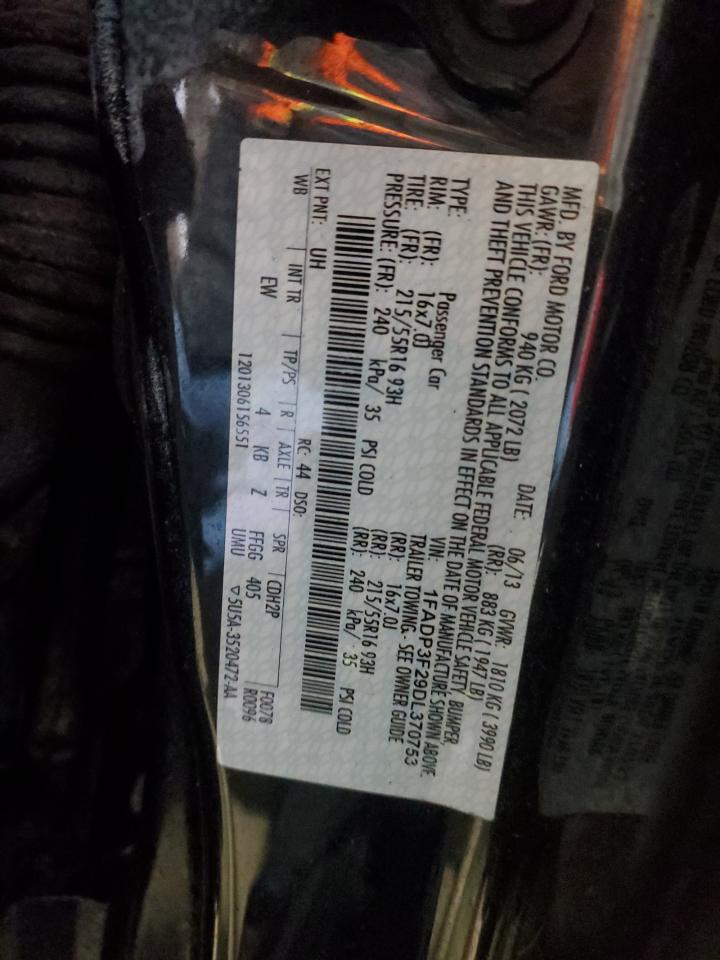 MFD. BY FORD MOTOR CO. DATE: 06/13 GVWR: 1810 KG ( 3990 LB)
GAWR: (FR): 940 KG ( 2072 LB) (RR): 883 KG ( 1947 LB)
THIS VEHICLE CONFORMS TO ALL APPLICABLE FEDERAL MOTOR VEHICLE SAFETY, BUMPER,
AND THEFT PREVENTION STANDARDS IN EFFECT ON THE DATE OF MANUFACTURE SHOWN ABOVE.
VIN: 1FADP3F29DL370753
TYPE: Passenger Car TRAILER TOWING - SEE OWNER GUIDE
RIM: (FR): 16x7.0J (RR): 16x7.0J
TIRE: (FR): 215/55R16 93H (RR): 215/55R16 93H
PRESSURE: (FR): 240 kPa/ 35 PSI COLD (RR): 240 kPa/ 35 PSI COLD
EXT PNT: UH RC: 44 DSO:
WB | INT TR | TP/PS | R | AXLE | TR | SPR | CDH2P F0078
EW 4 KB Z FFGG 405 R0096
1201306156551 UMU ▽ 5U5A-3520472-AA